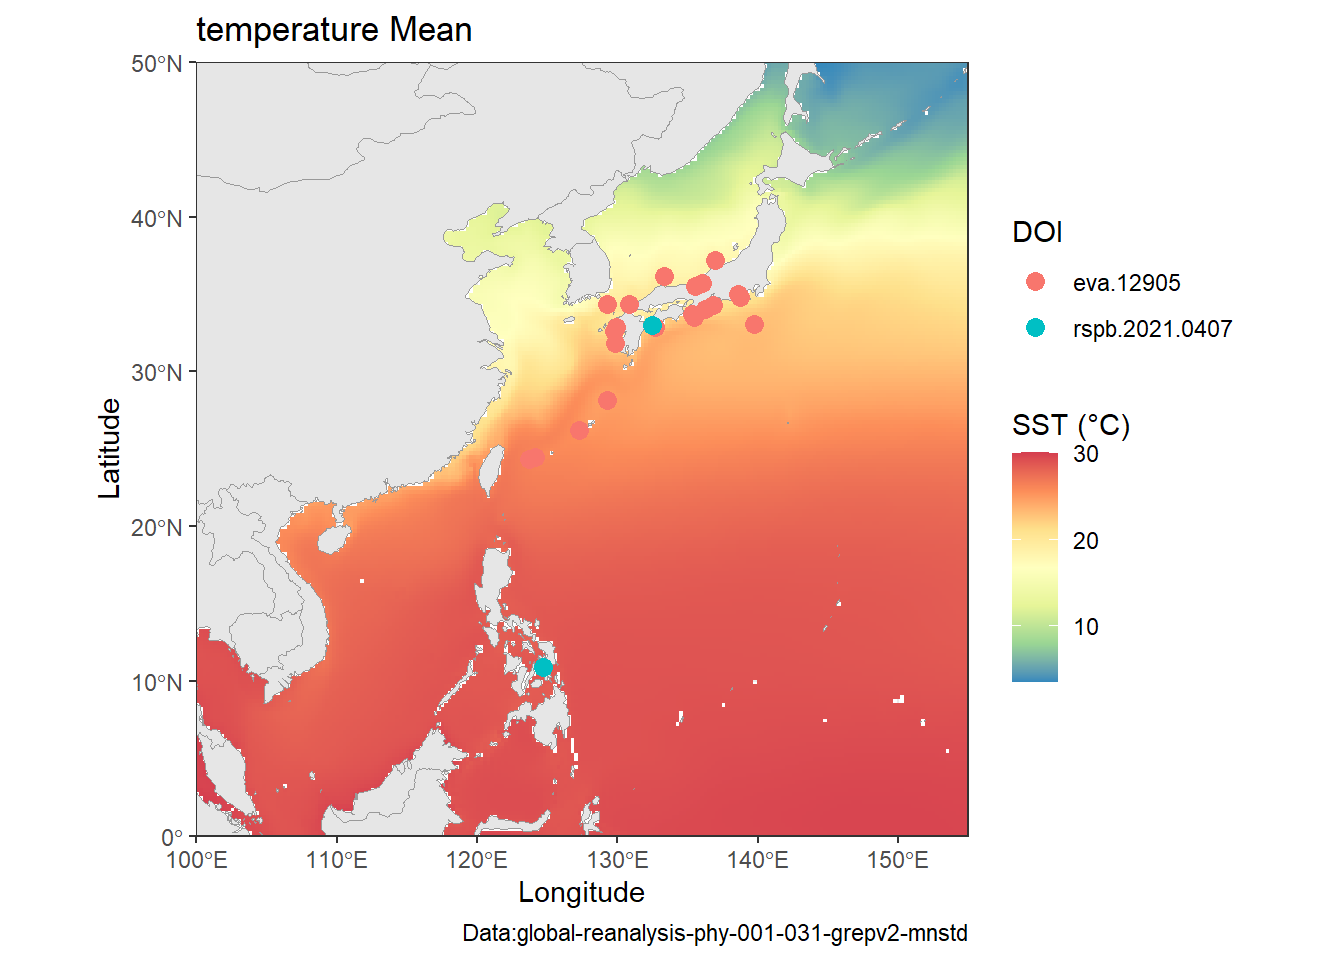 temperature Mean
50°N
40°N
30°N
20°N
10°N
0°
Latitude
100°E
110°E
120°E
130°E
140°E
150°E
Longitude
Data:global-reanalysis-phy-001-031-grepv2-mnstd
DOI
eva.12905
rspb.2021.0407
SST (°C)
30
20
10